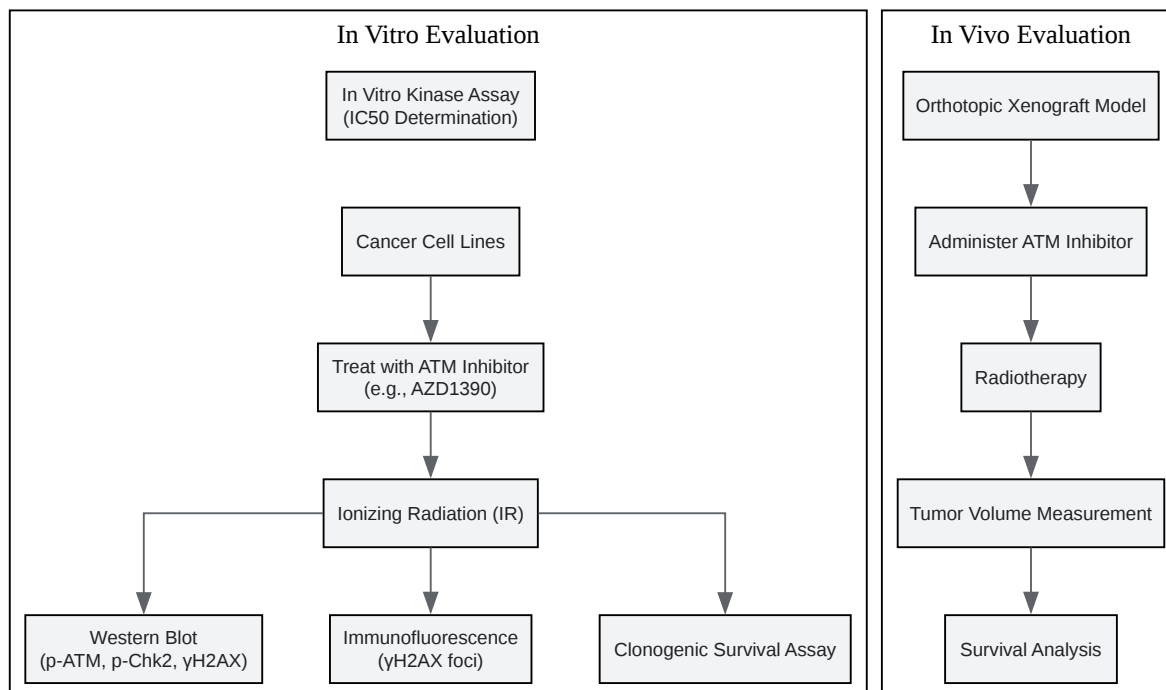 In Vitro Evaluation
In Vitro Kinase Assay
(IC50 Determination)
Cancer Cell Lines
Treat with ATM Inhibitor
(e.g., AZD1390)
Ionizing Radiation (IR)
Western Blot
(p-ATM, p-Chk2, γH2AX)
Immunofluorescence
(γH2AX foci)
Clonogenic Survival Assay
In Vivo Evaluation
Orthotopic Xenograft Model
Administer ATM Inhibitor
Radiotherapy
Tumor Volume Measurement
Survival Analysis